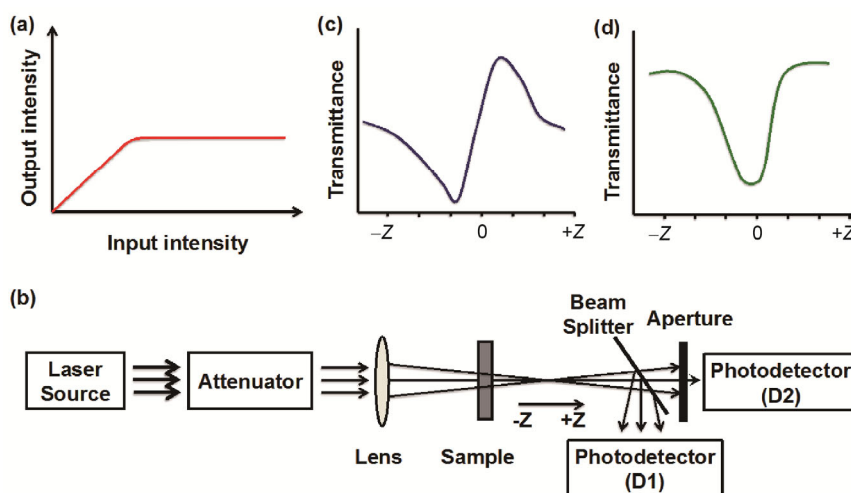 (a)
Output intensity
Input intensity
(c)
Transmittance
–Z 0 +Z
(d)
Transmittance
–Z 0 +Z
(b)
Laser
Source
Attenuator
Lens
Sample
-Z +Z
Beam
Splitter
Aperture
Photodetector
(D2)
Photodetector
(D1)